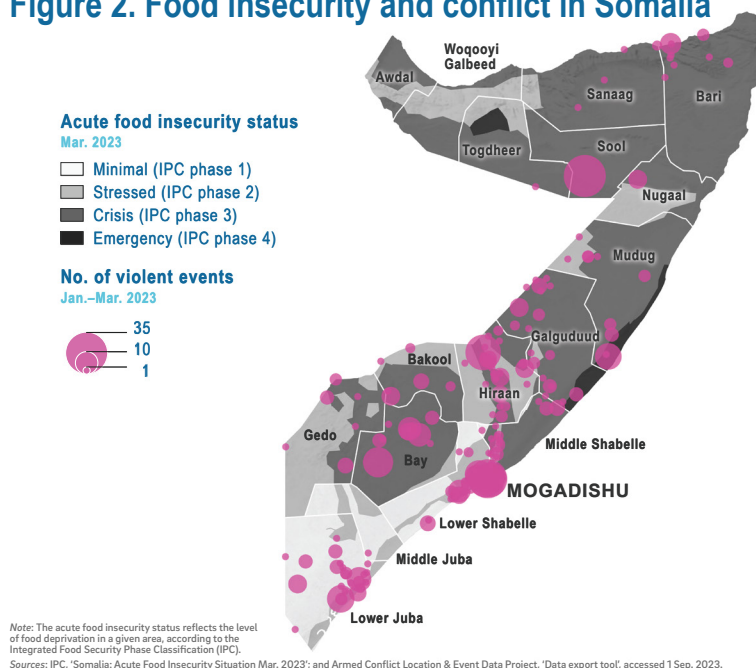 Figure 2. Food insecurity and conflict in Somalia
Acute food insecurity status
Mar. 2023
Minimal (IPC phase 1)
Stressed (IPC phase 2)
Crisis (IPC phase 3)
Emergency (IPC phase 4)
No. of violent events
Jan.–Mar. 2023
35
10
1
Awdal
Woqooyi
Galbeed
Sanaag
Bari
Togdheer
Sool
Nugaal
Mudug
Galguduud
Bakool
Hiraan
Gedo
Bay
Middle Shabelle
MOGADISHU
Lower Shabelle
Middle Juba
Lower Juba
Note: The acute food insecurity status reflects the level
of food deprivation in a given area, according to the
Integrated Food Security Phase Classification (IPC).
Sources: IPC, ‘Somalia: Acute Food Insecurity Situation Mar. 2023’; and Armed Conflict Location & Event Data Project, ‘Data export tool’, accessed 1 Sep. 2023.